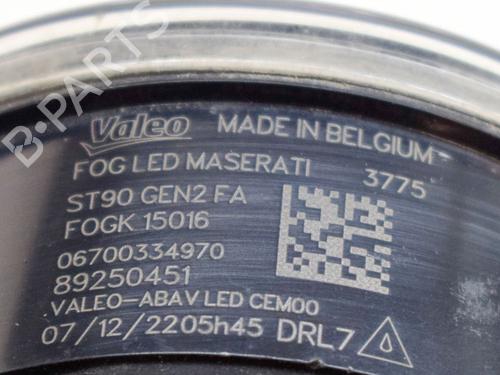 B-PARTS
Valeo MADE IN BELGIUM
FOG LED MASERATI 3775
ST90 GEN2 FA
FOGK 15016
06700334970
89250451
VALEO-ABAV LED CEM00
07/12/2205h45 DRL7